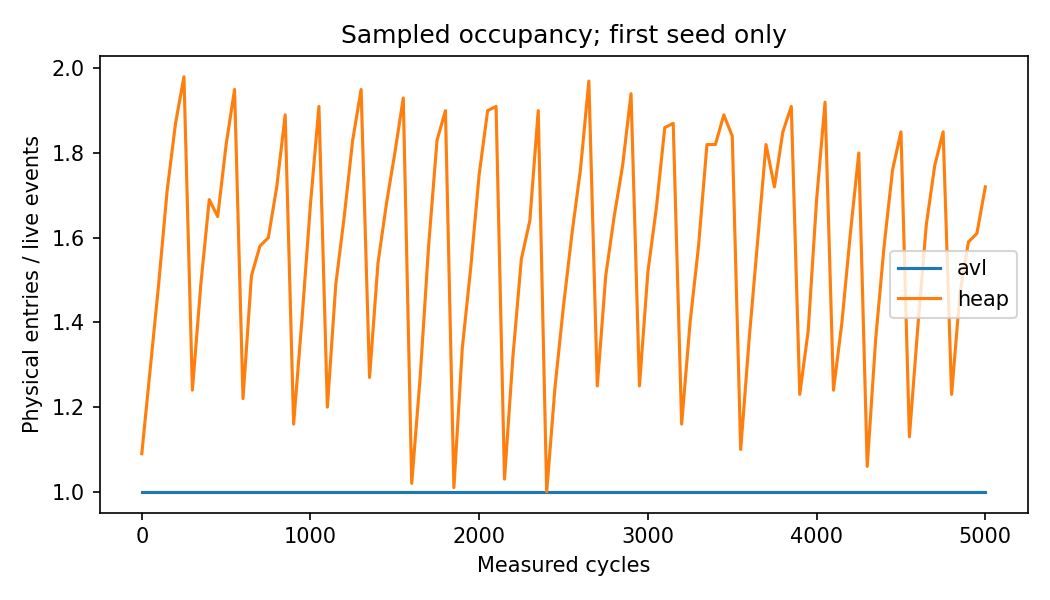 Sampled occupancy; first seed only
Physical entries / live events
2.0
1.8
1.6
1.4
1.2
1.0
avl
heap
0 1000 2000 3000 4000 5000
Measured cycles